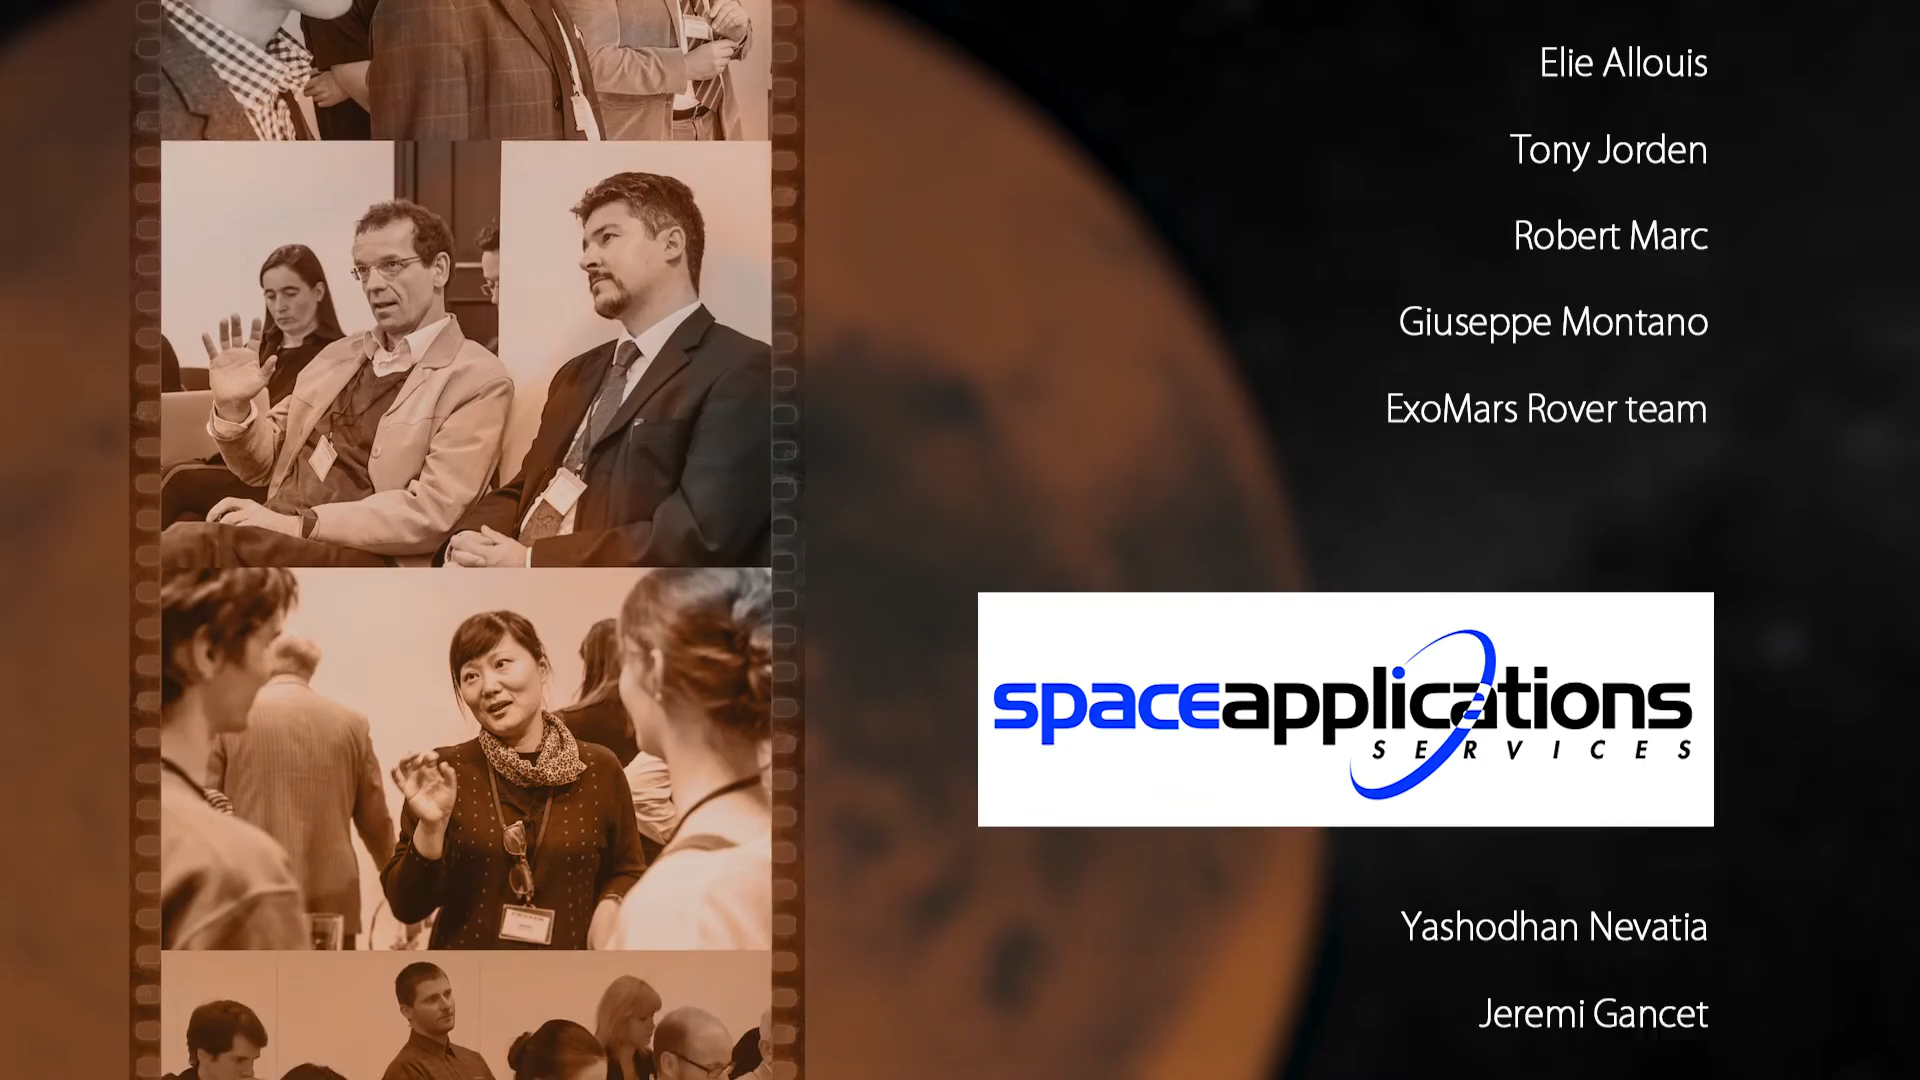 Elie Allouis
Tony Jorden
Robert Marc
Giuseppe Montano
ExoMars Rover team
spaceapplications
SERVICES
Yashodhan Nevatia
Jeremi Gancet